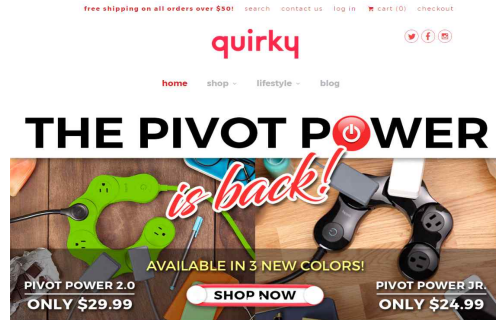 free shipping on all orders over $50! search contact us log in cart (0) checkout
quirky
home shop lifestyle blog
THE PIVOT POWER
is back!
AVAILABLE IN 3 NEW COLORS!
PIVOT POWER 2.0
ONLY $29.99
SHOP NOW
PIVOT POWER JR.
ONLY $24.99